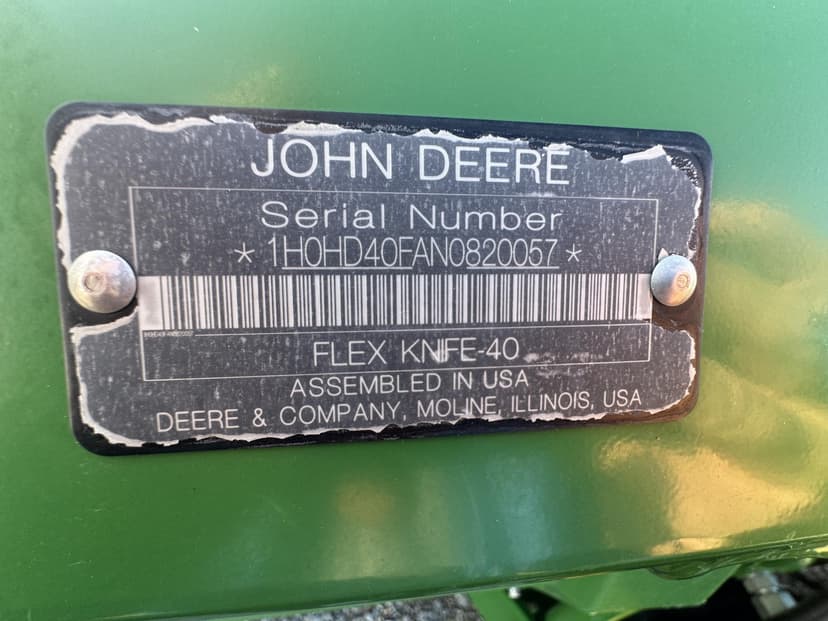 JOHN DEERE
Serial Number
* 1H0HD40FAN0820057 *
FLEX KNIFE-40
ASSEMBLED IN USA
DEERE & COMPANY, MOLINE, ILLINOIS, USA